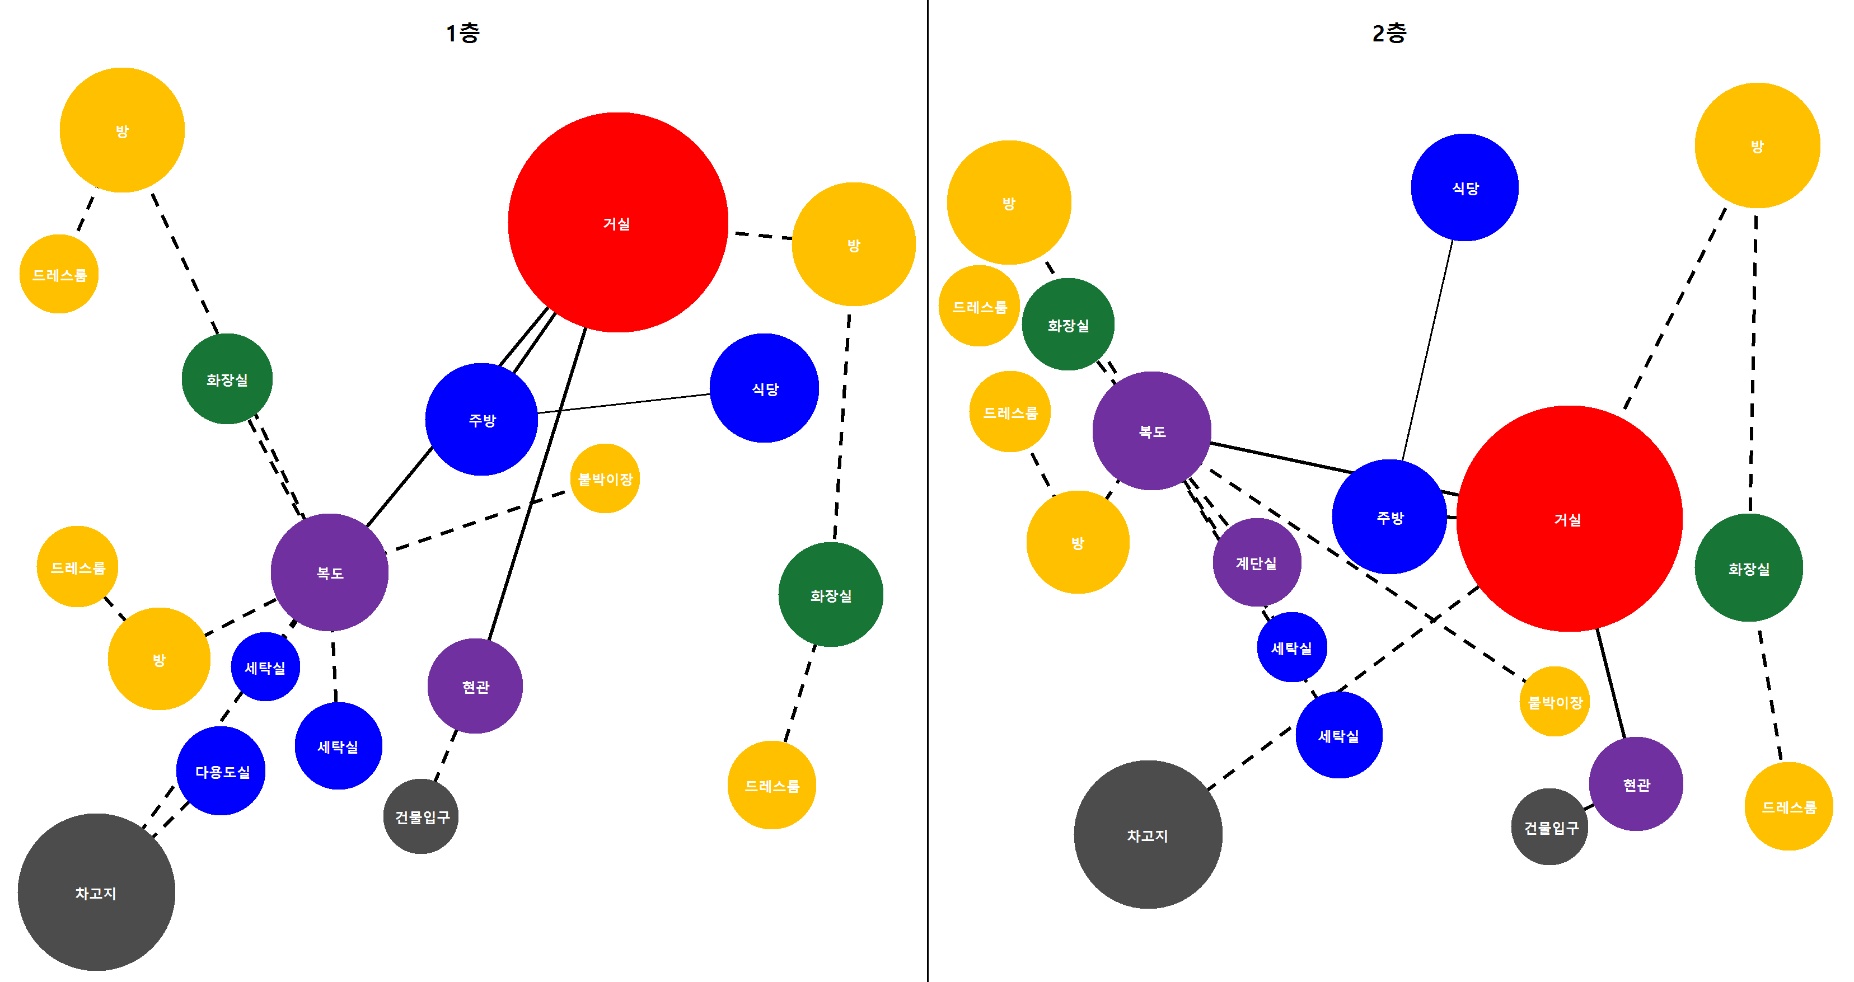 1층
방
거실
방
드레스룸
화장실
식당
주방
붙박이장
드레스룸
복도
화장실
방
세탁실
현관
세탁실
다용도실
드레스룸
건물입구
차고지
2층
방
식당
방
드레스룸
화장실
드레스룸
복도
주방
거실
방
계단실
화장실
세탁실
붙박이장
세탁실
현관
드레스룸
건물입구
차고지